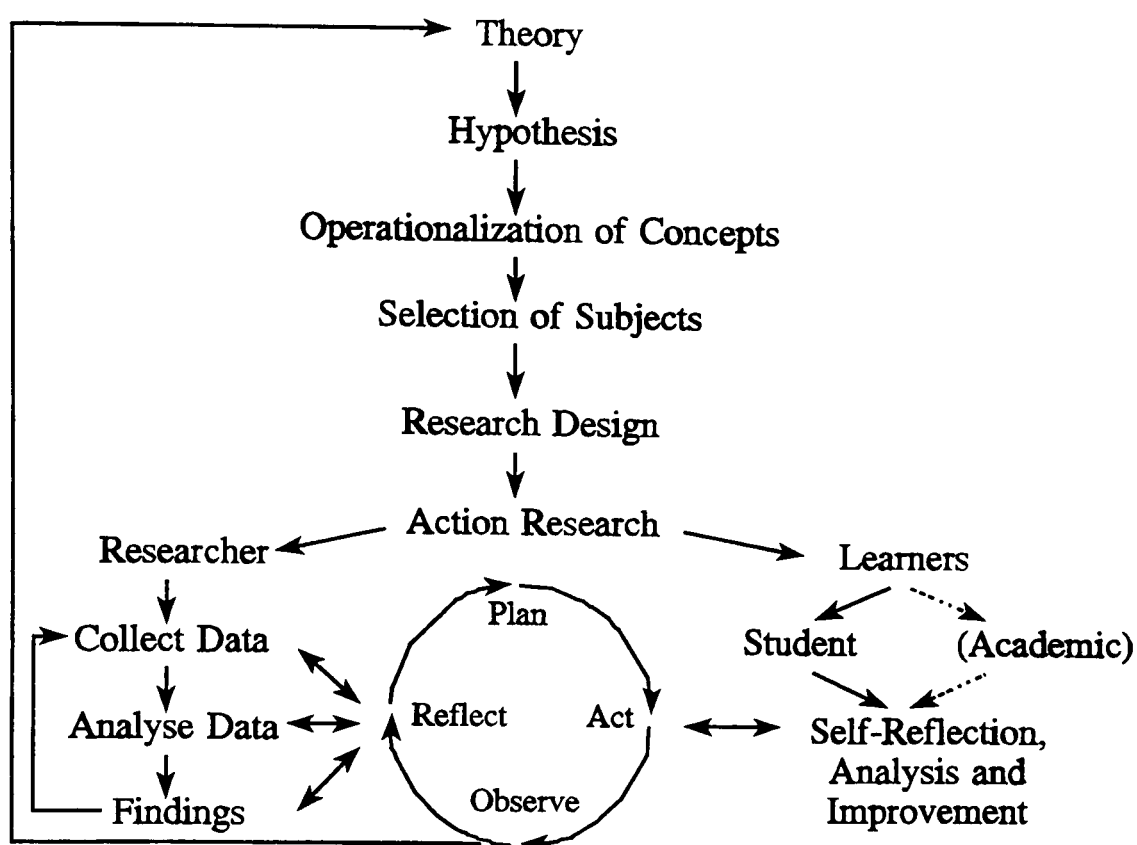 Theory
Hypothesis
Operationalization of Concepts
Selection of Subjects
Research Design
Action Research
Researcher
Learners
Plan
Collect Data
Student
(Academic)
Analyse Data
Reflect
Act
Self-Reflection,
Analysis and
Improvement
Observe
Findings